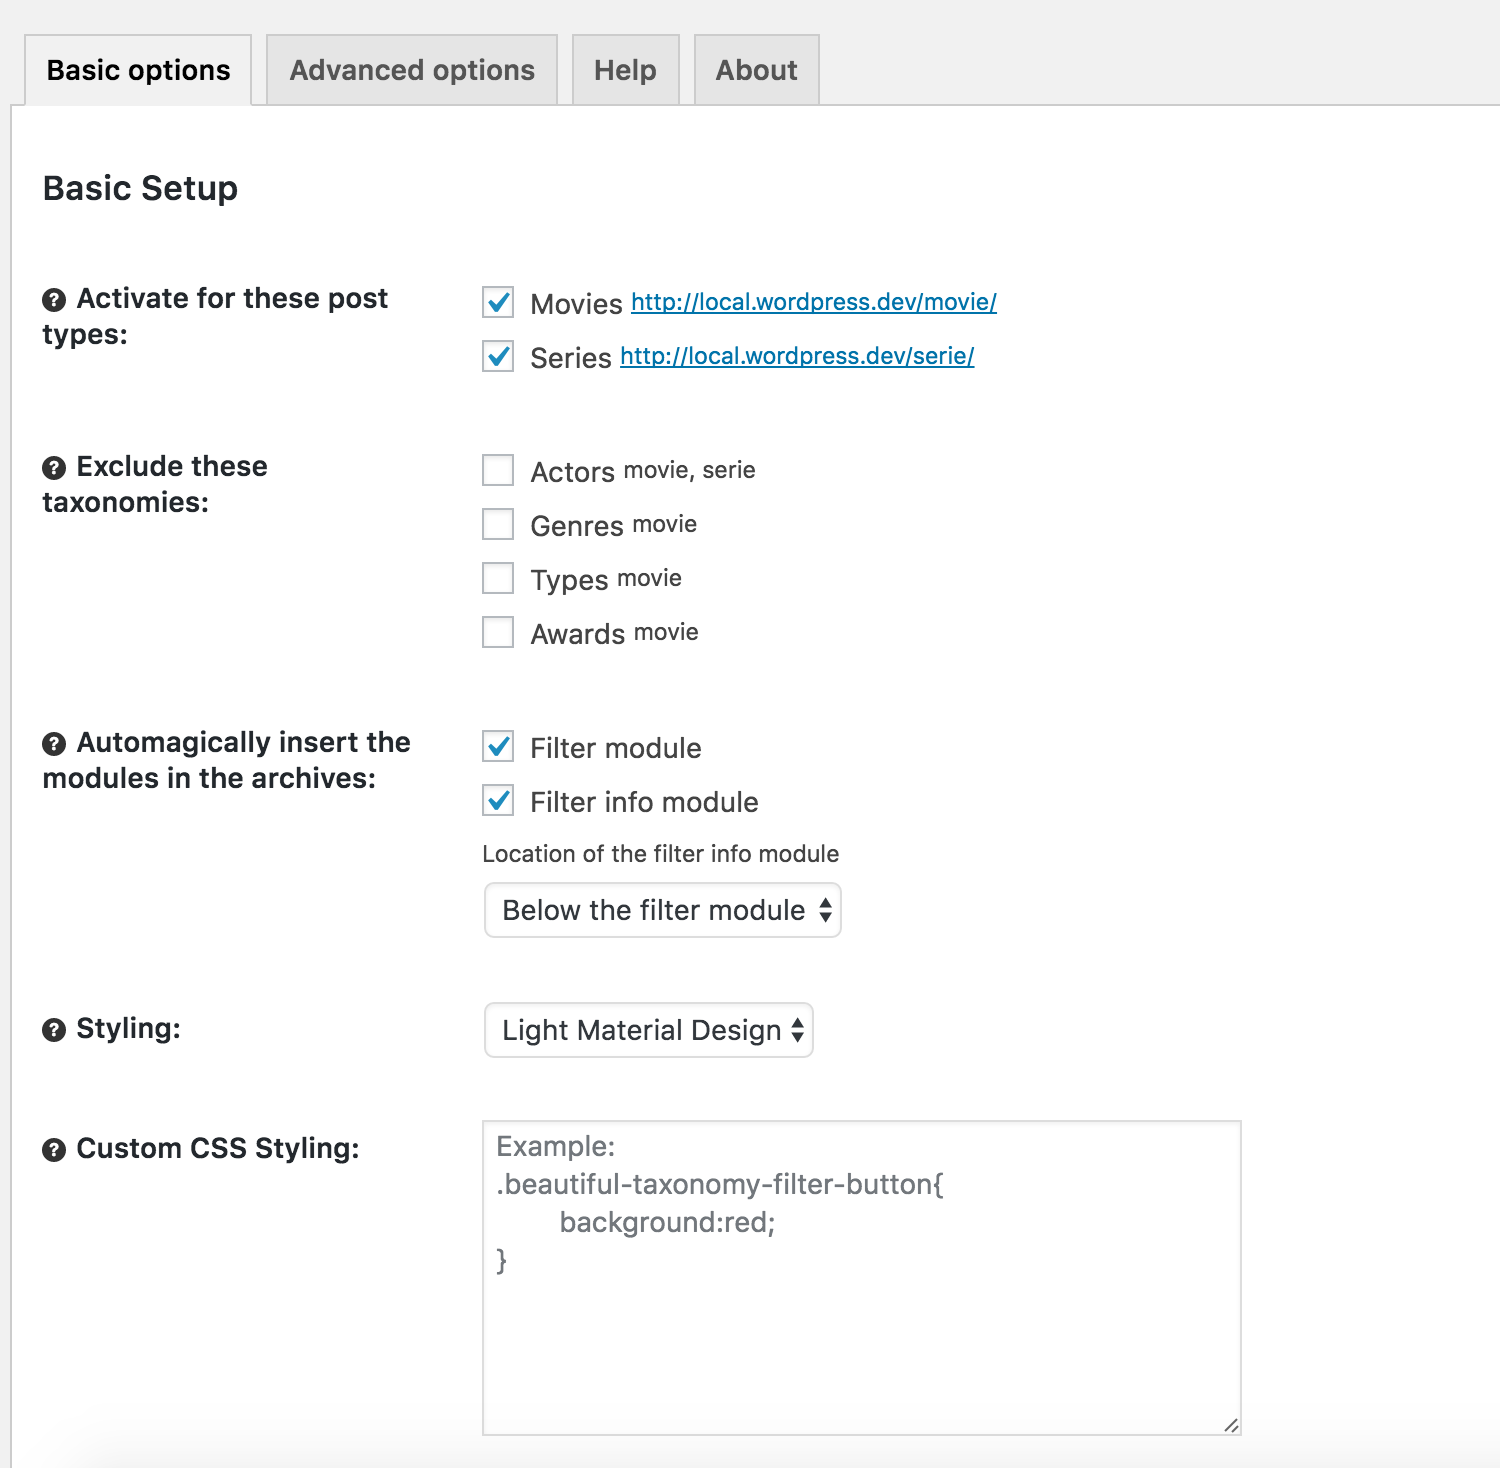 Basic options
Advanced options
Help
About
Basic Setup
Activate for these post
types:
Movies http://local.wordpress.dev/movie/
Series http://local.wordpress.dev/serie/
Exclude these
taxonomies:
Actors movie, serie
Genres movie
Types movie
Awards movie
Automagically insert the
modules in the archives:
Filter module
Filter info module
Location of the filter info module
Below the filter module
Styling:
Light Material Design
Custom CSS Styling:
Example:
.beautiful-taxonomy-filter-button{
background:red;
}